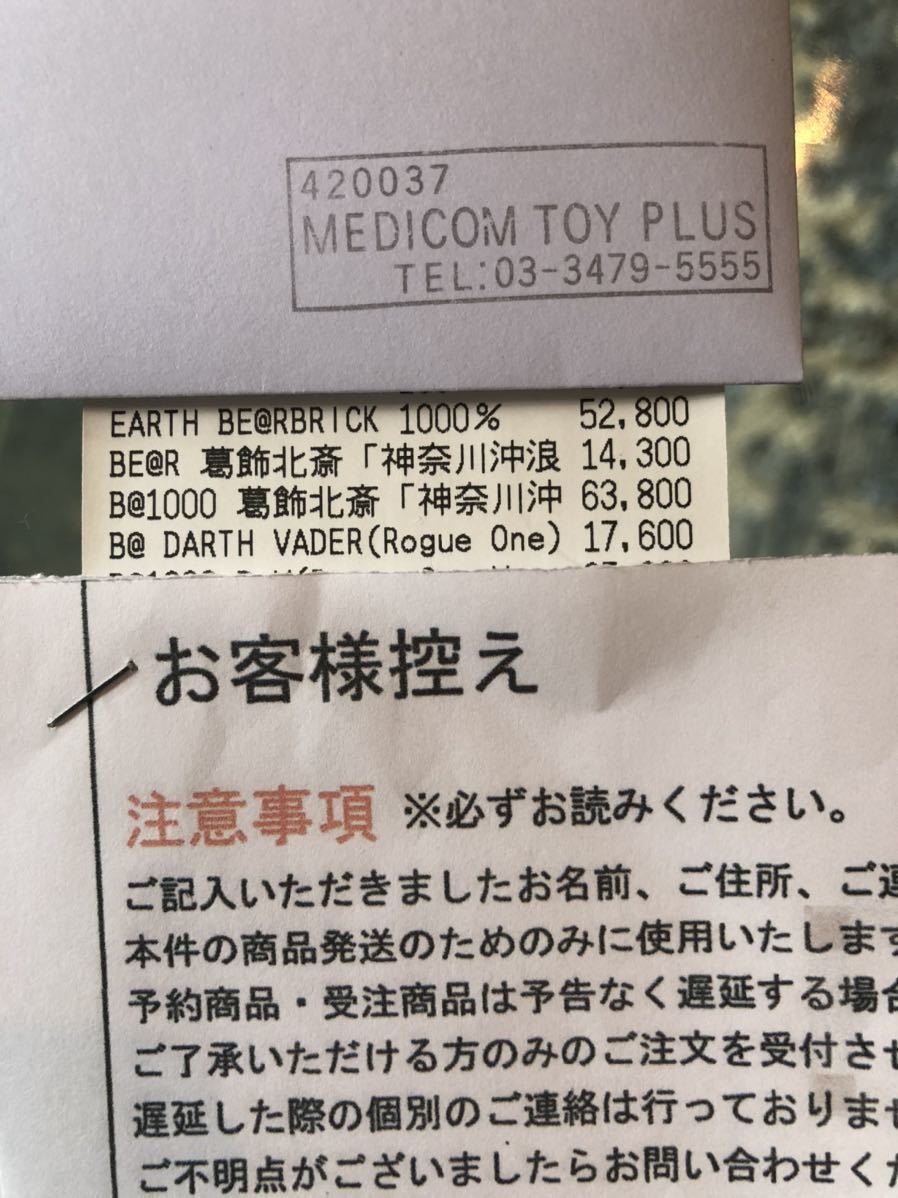 420037
MEDICOM TOY PLUS
TEL:03-3479-5555
EARTH BE@RBRICK 1000% 52,800
BE@R 葛飾北斎「神奈川沖浪 14,300
B@1000 葛飾北斎「神奈川沖 63,800
B@ DARTH VADER(Rogue One) 17,600
お客様控え
注意事項 ※必ずお読みください。
ご記入いただきましたお名前、ご住所、ご連
本件の商品発送のためのみに使用いたします
予約商品・受注商品は予告なく遅延する場合
ご了承いただける方のみのご注文を受付させ
遅延した際の個別のご連絡は行っておりませ
ご不明点がございましたらお問い合わせくだ